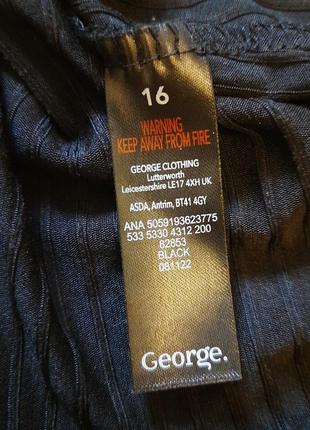 16
WARNING
KEEP AWAY FROM FIRE
GEORGE CLOTHING
Lutterworth
Leicestershire LE17 4XH UK
ASDA, Antrim, BT41 4GY
ANA 5059193623775
533 5330 4312 200
82853
BLACK
081122
George.